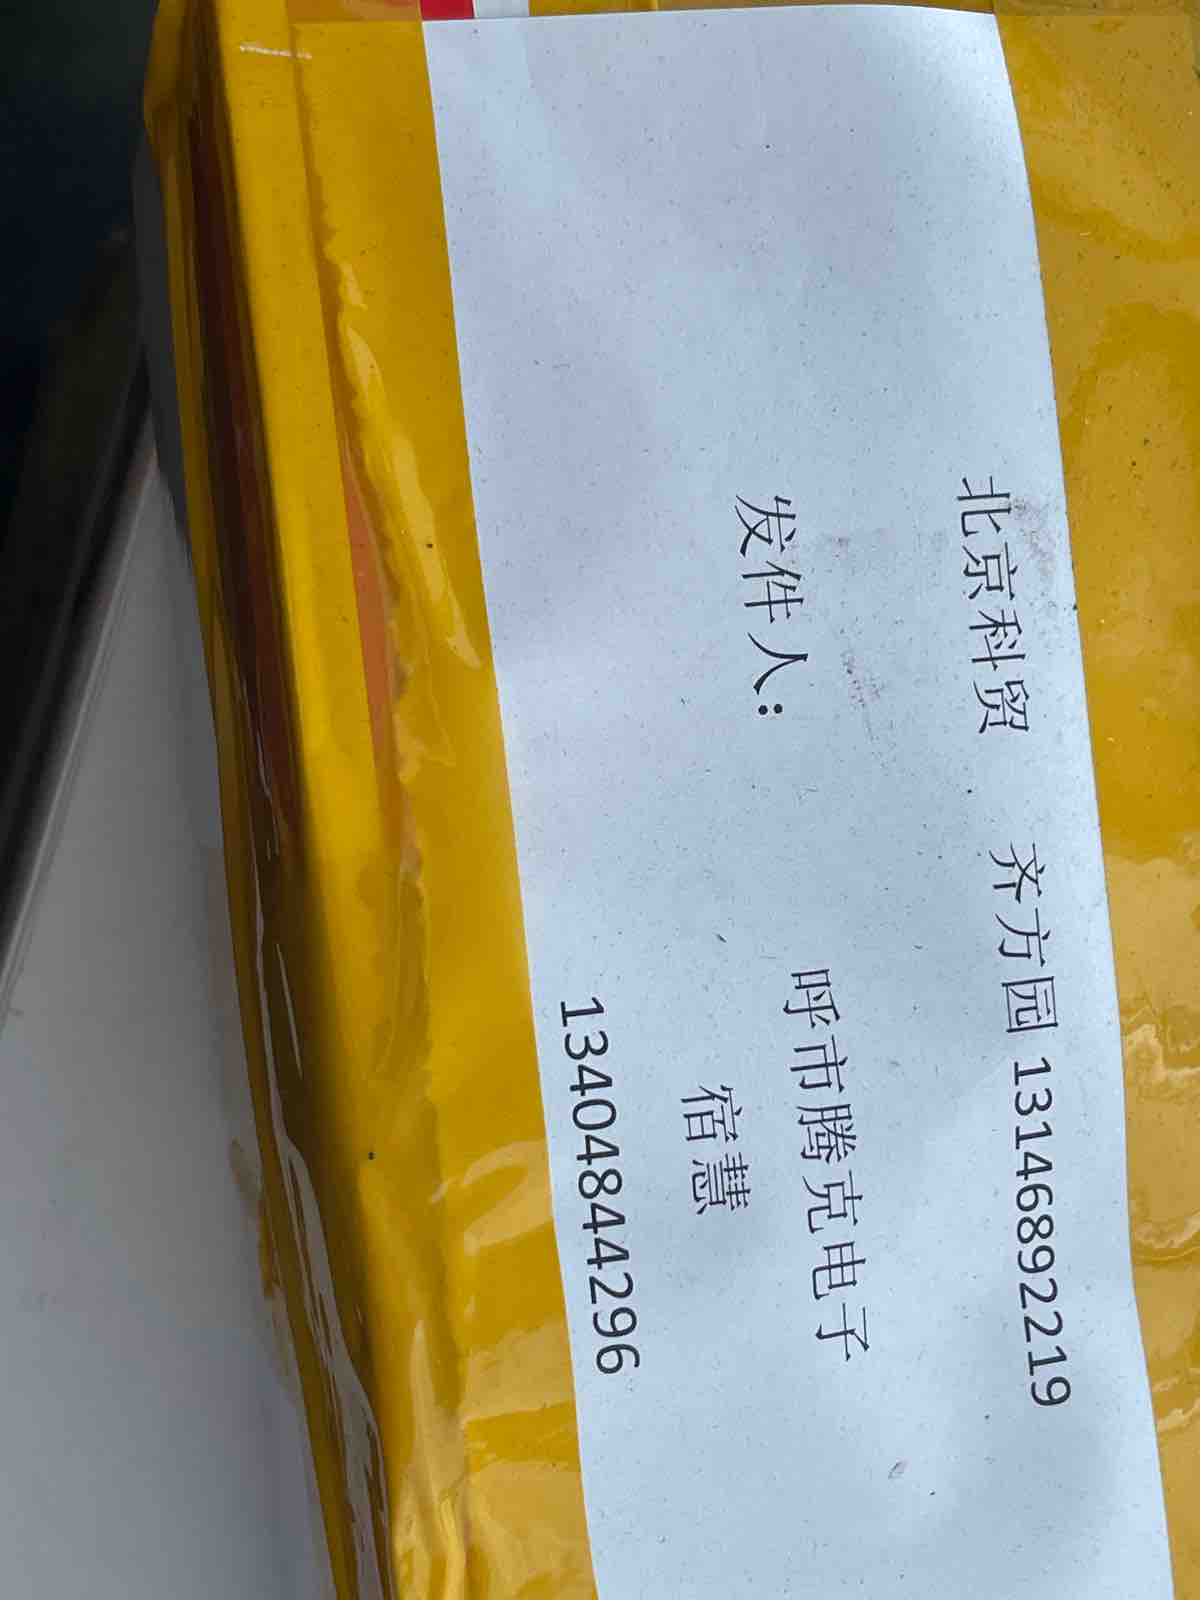 北京科贸 齐方园 13146892219
发件人： 呼市腾克电子
宿慧
13404844296